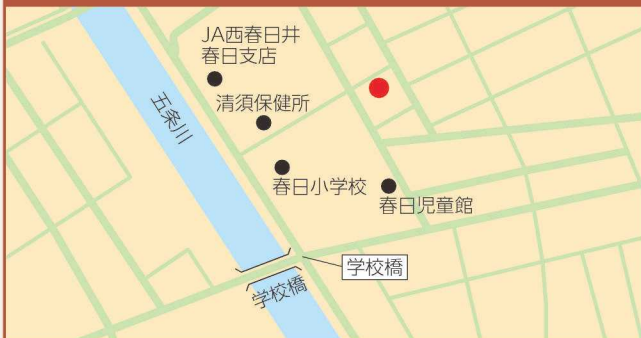 JA西春日井
春日支店
清須保健所
五条川
春日小学校
春日児童館
学校橋
学校橋